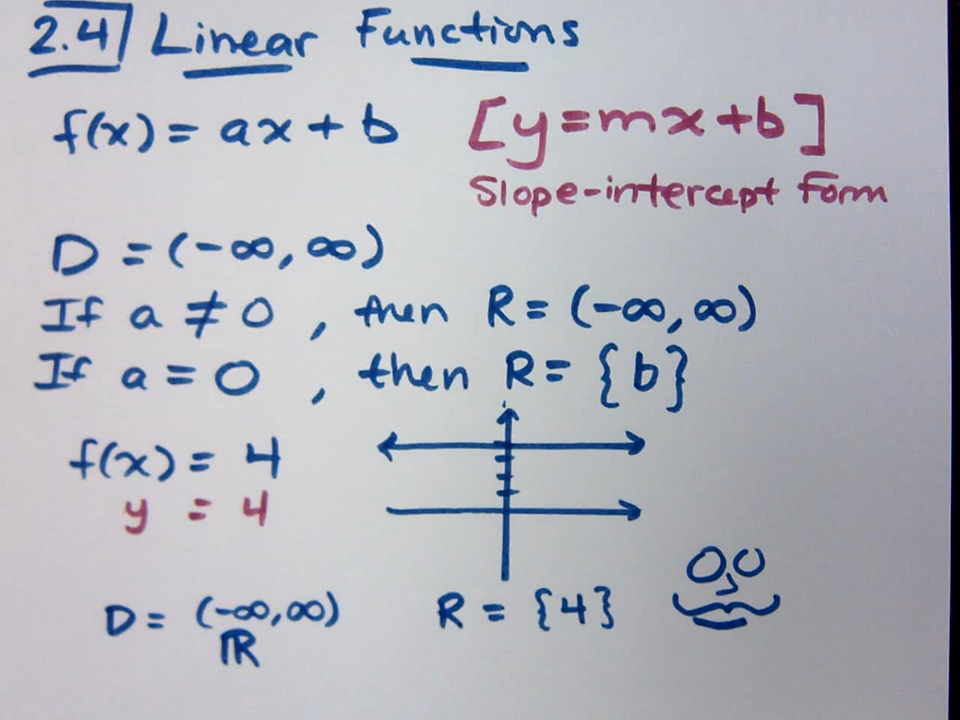 2.4 Linear Functions
f(x) = ax + b [y=mx+b]
Slope-intercept Form
D = (-∞, ∞)
If a ≠ 0, then R = (-∞, ∞)
If a = 0, then R = {b}
f(x) = 4
y = 4
D = (-∞,∞) R = {4}
ℝ